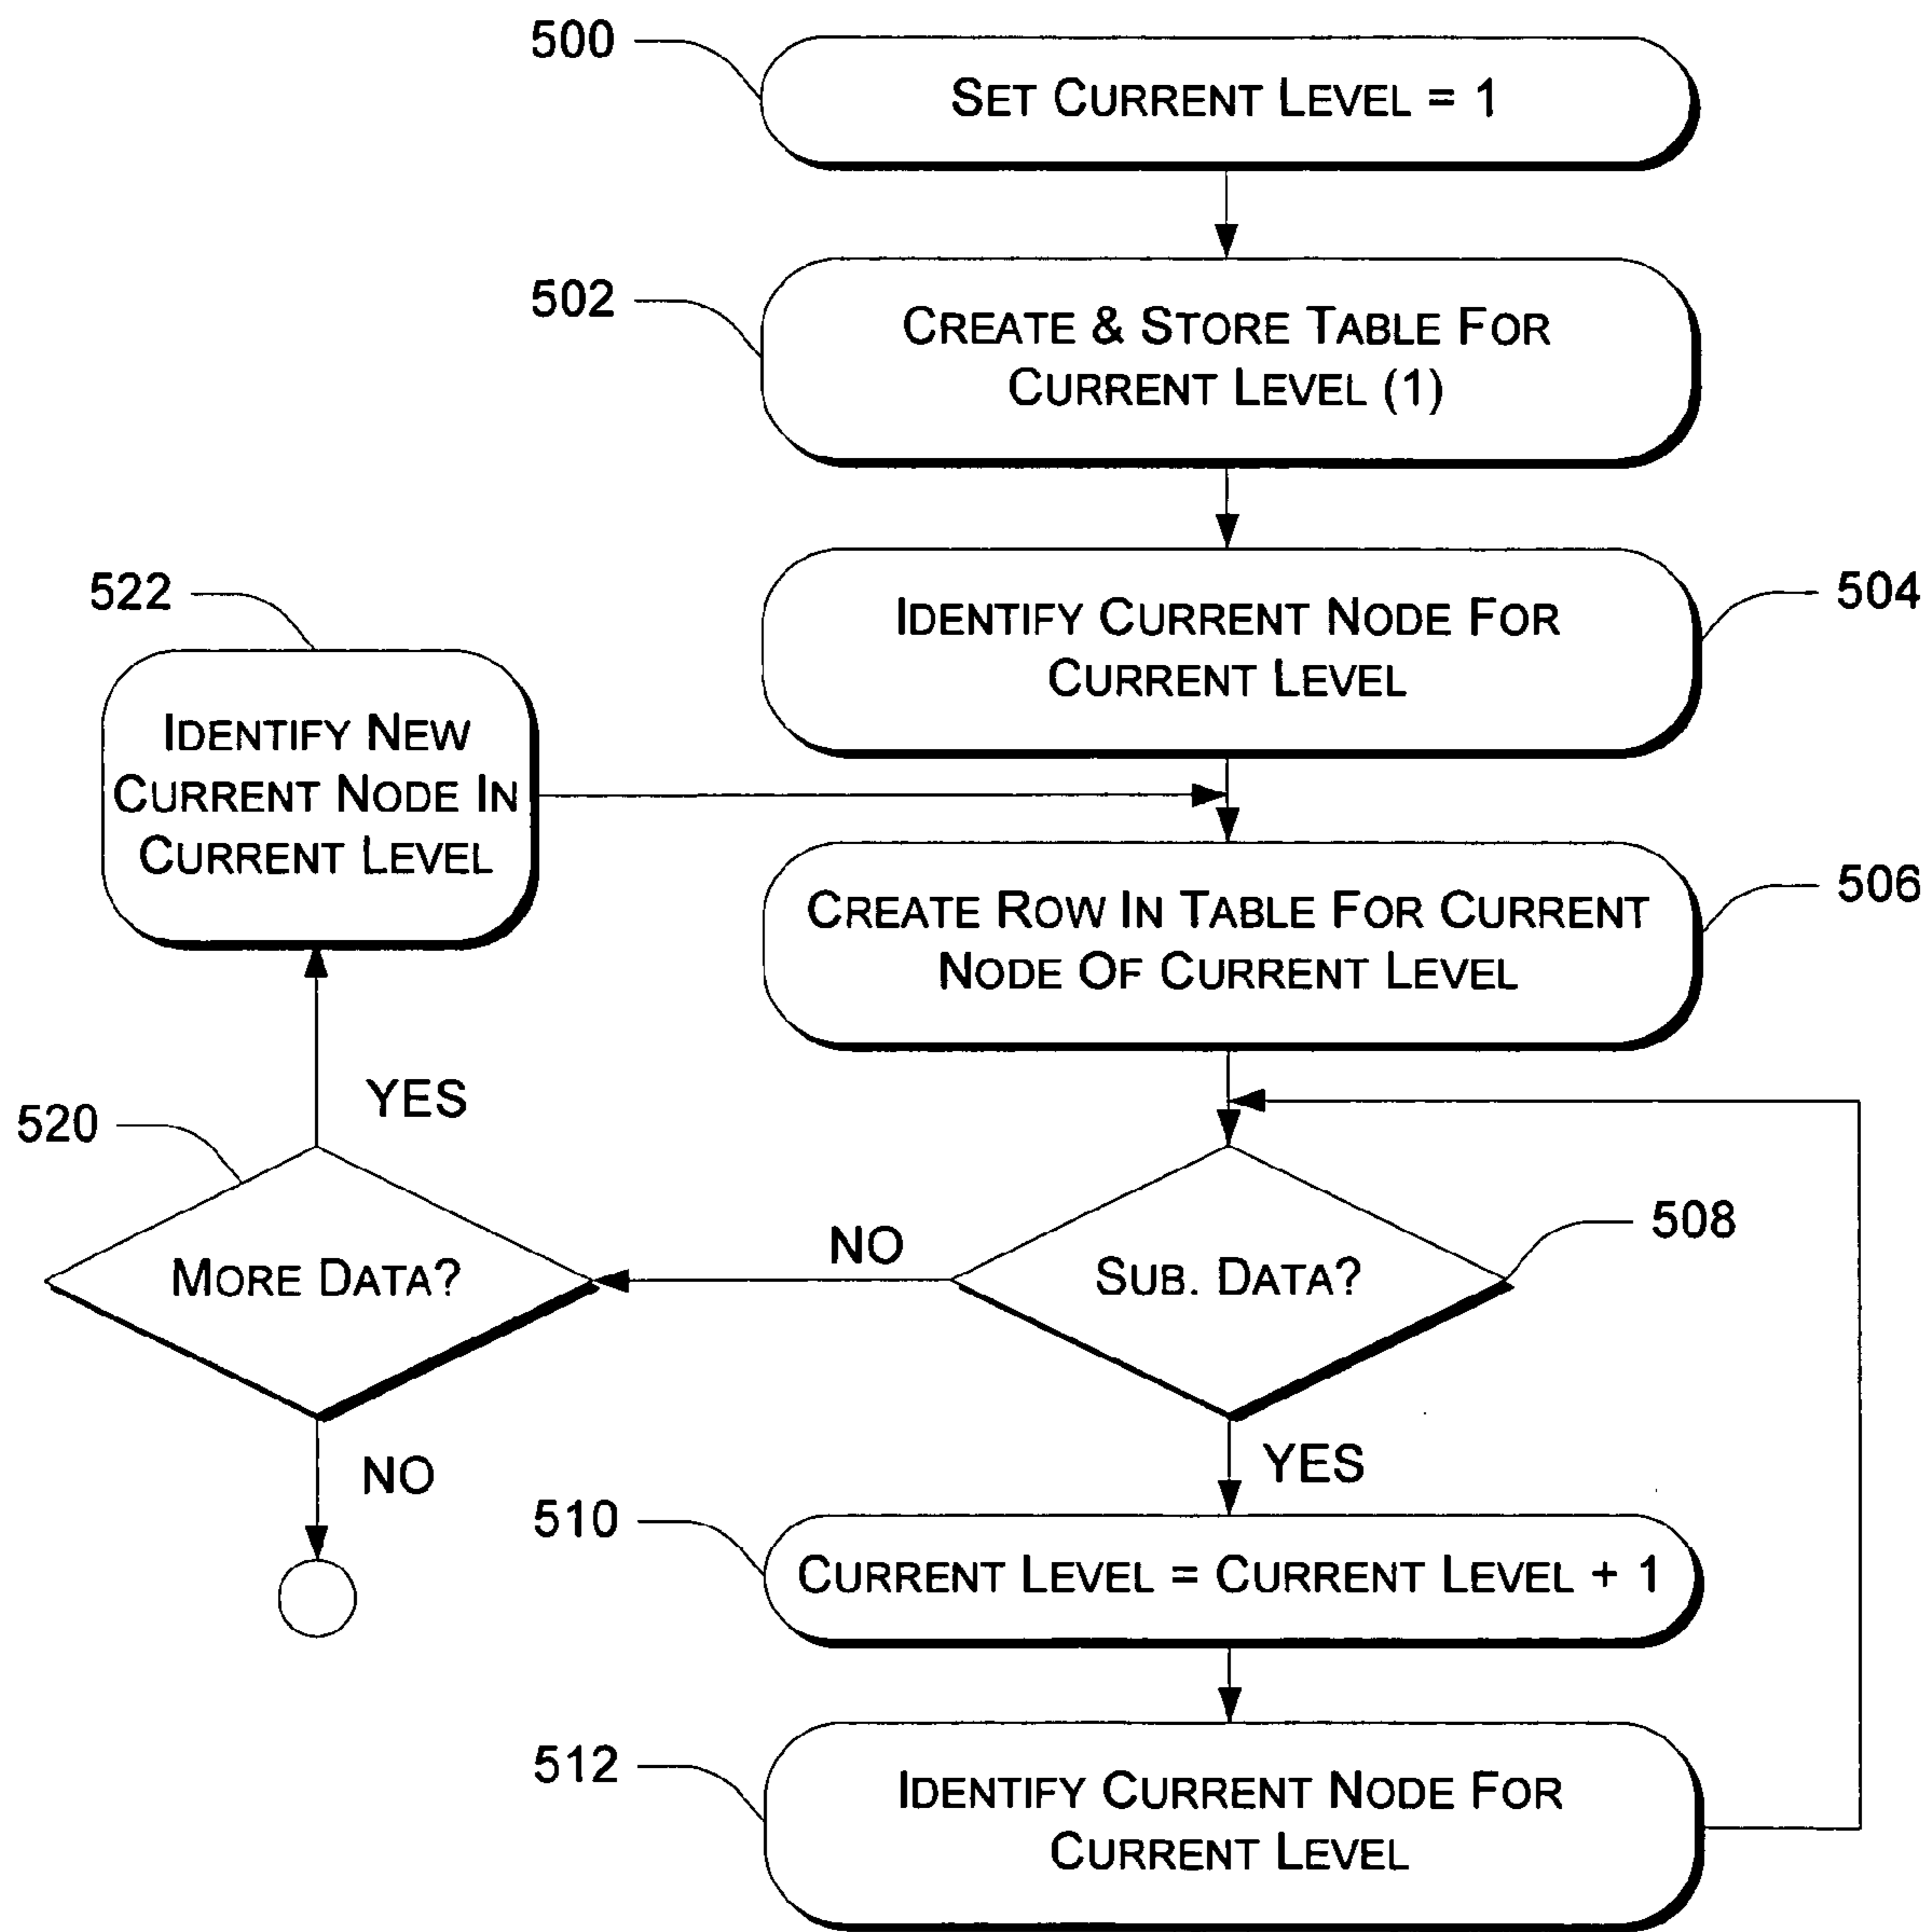 500
SET CURRENT LEVEL = 1
502
CREATE & STORE TABLE FOR
CURRENT LEVEL (1)
504
IDENTIFY CURRENT NODE FOR
CURRENT LEVEL
522
IDENTIFY NEW
CURRENT NODE IN
CURRENT LEVEL
506
CREATE ROW IN TABLE FOR CURRENT
NODE OF CURRENT LEVEL
520
YES
MORE DATA?
NO
508
SUB. DATA?
NO
YES
510
CURRENT LEVEL = CURRENT LEVEL + 1
512
IDENTIFY CURRENT NODE FOR
CURRENT LEVEL